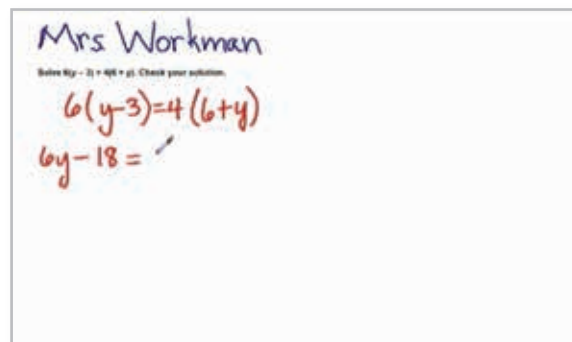 Mrs. Workman
Solve 6(y – 3) = 4(6 + y). Check your solution.
6(y-3)=4(6+y)
6y-18=